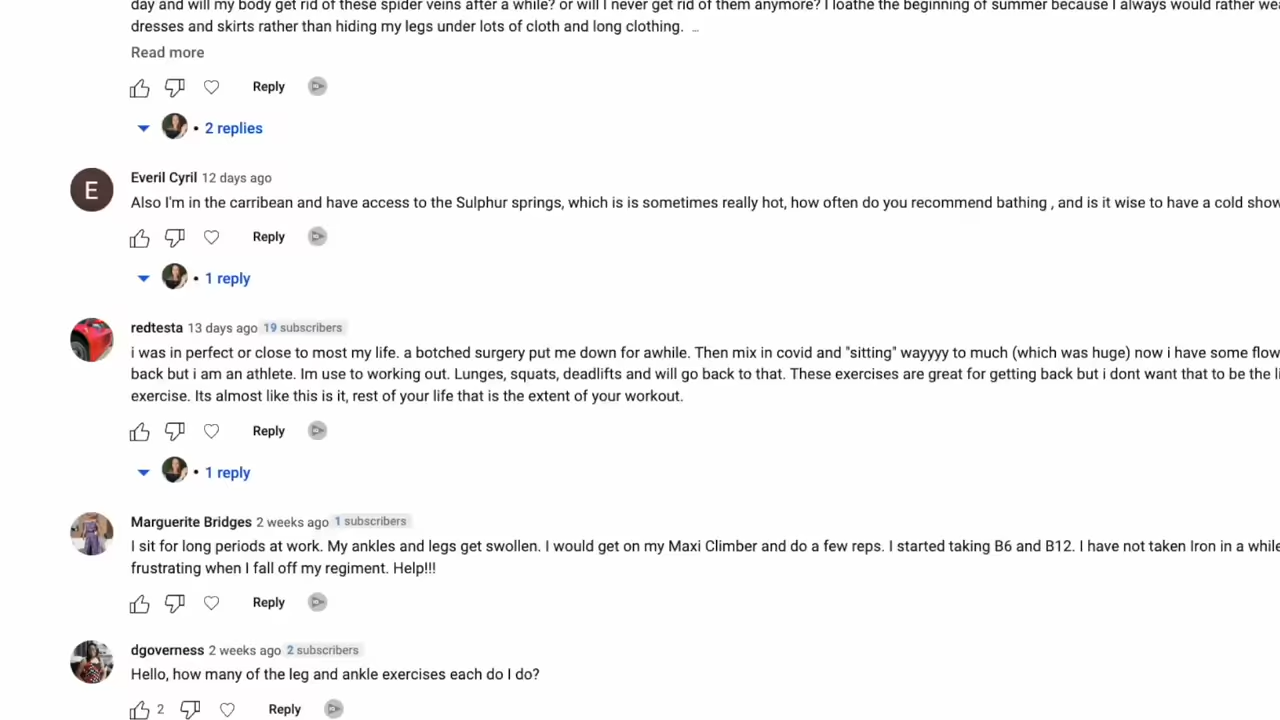 day and will my body get rid of these spider veins after a while? or will I never get rid of them anymore? I loathe the beginning of summer because I always would rather
dresses and skirts rather than hiding my legs under lots of cloth and long clothing. ...
Read more
Reply
• 2 replies
E
Everil Cyril 12 days ago
Also I'm in the carribean and have access to the Sulphur springs, which is is sometimes really hot, how often do you recommend bathing , and is it wise to have a cold
Reply
• 1 reply
redtesta 13 days ago 19 subscribers
i was in perfect or close to most my life. a botched surgery put me down for awhile. Then mix in covid and "sitting" wayyyy to much (which was huge) now i have some
back but i am an athlete. Im use to working out. Lunges, squats, deadlifts and will go back to that. These exercises are great for getting back but i dont want that to be the
exercise. Its almost like this is it, rest of your life that is the extent of your workout.
Reply
• 1 reply
Marguerite Bridges 2 weeks ago 1 subscribers
I sit for long periods at work. My ankles and legs get swollen. I would get on my Maxi Climber and do a few reps. I started taking B6 and B12. I have not taken Iron in a while
frustrating when I fall off my regiment. Help!!!
Reply
dgoverness 2 weeks ago 2 subscribers
Hello, how many of the leg and ankle exercises each do I do?
2 Reply